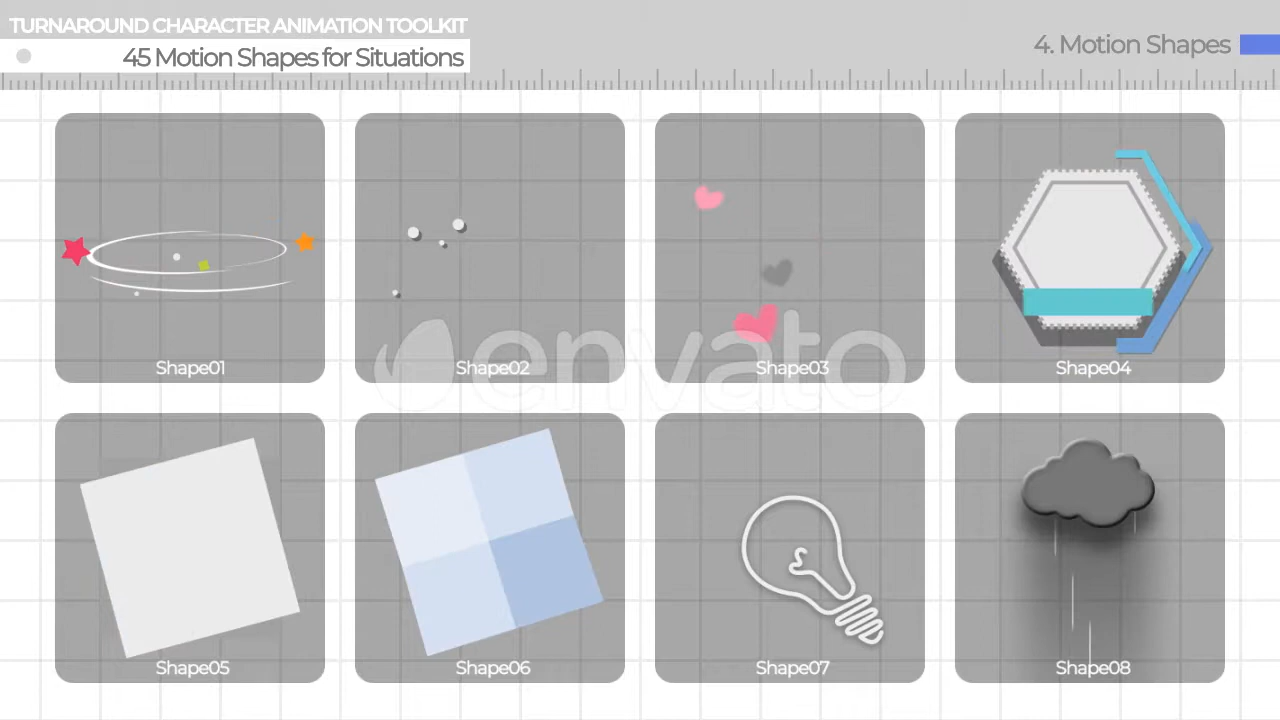 TURNAROUND CHARACTER ANIMATION TOOLKIT
45 Motion Shapes for Situations
4. Motion Shapes
Shape01
Shape02
Shape03
Shape04
envato
Shape05
Shape06
Shape07
Shape08